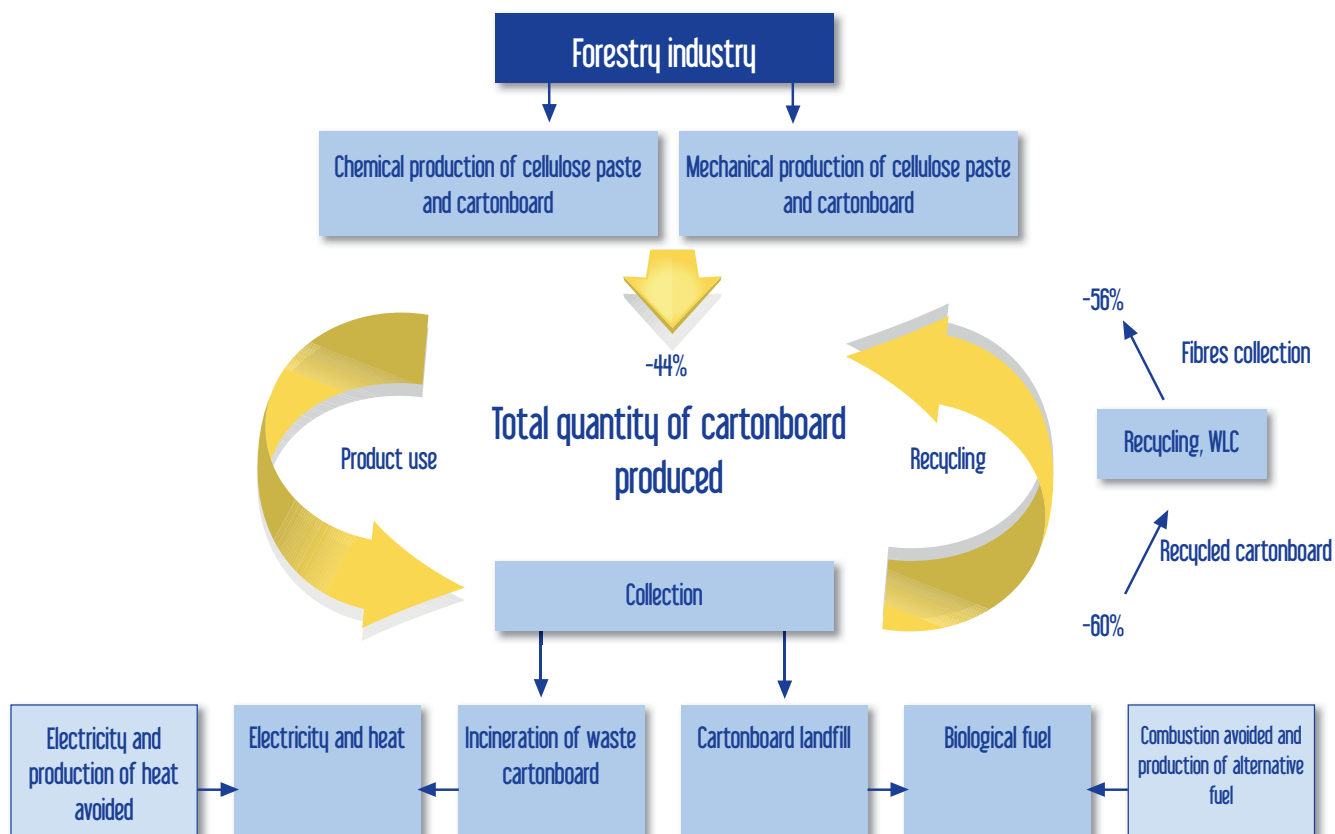 Forestry industry
Chemical production of cellulose paste
and cartonboard
Mechanical production of cellulose paste
and cartonboard
-56%
Fibres collection
-44%
Total quantity of cartonboard
produced
Product use
Recycling
Recycling, WLC
Recycled cartonboard
-60%
Collection
Electricity and
production of heat
avoided
Electricity and heat
Incineration of waste
cartonboard
Cartonboard landfill
Biological fuel
Combustion avoided and
production of alternative
fuel